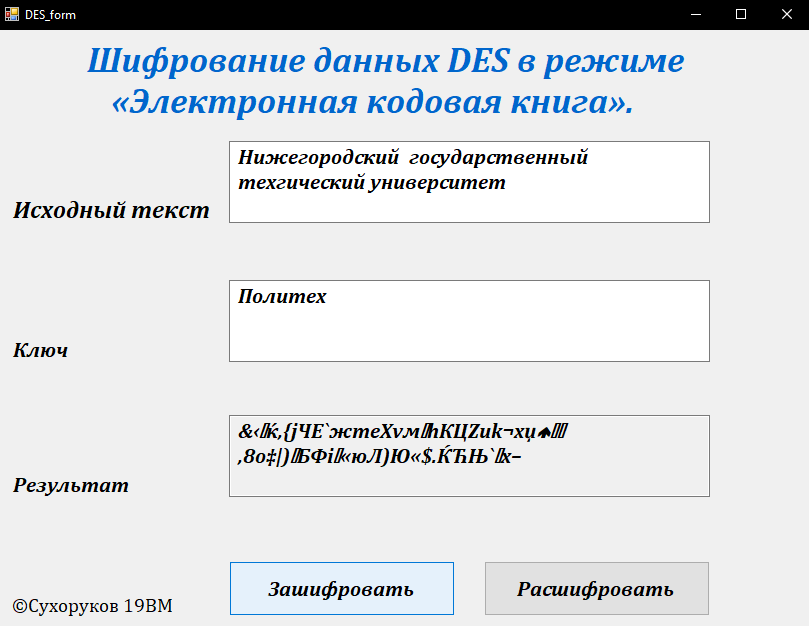 DES_form
Шифрование данных DES в режиме
«Электронная кодовая книга».
Исходный текст
Нижегородский  государственный
техгический университет
Ключ
Политех
Результат
©Сухоруков 19ВМ
Зашифровать
Расшифровать